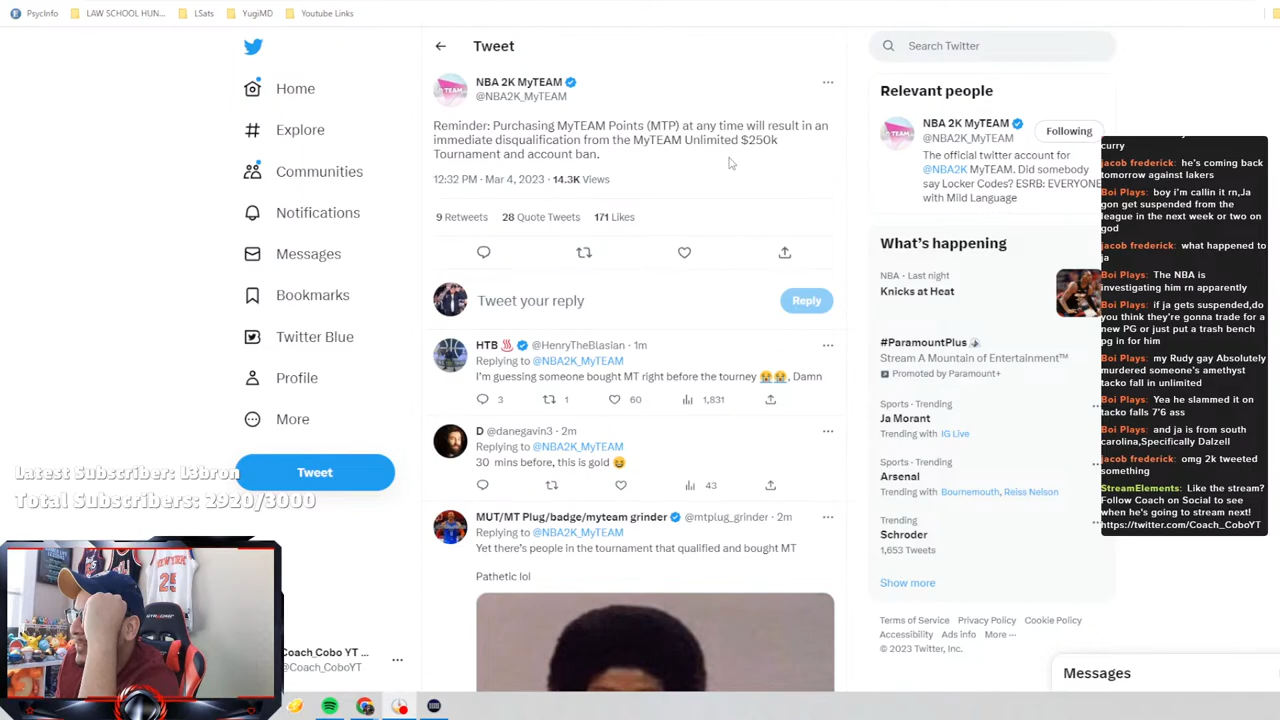 PsycInfo
LAW SCHOOL HUN...
LSats
YugiMD
Youtube Links
Home
Explore
Communities
Notifications
Messages
Bookmarks
Twitter Blue
Profile
More
Tweet
Latest Subscriber: L3bron
Total Subscribers: 2920/3000
NEW YORK
25
Coach_Cobo YT ...
@Coach_CoboYT
Tweet
NBA 2K MyTEAM
@NBA2K_MyTEAM
Reminder: Purchasing MyTEAM Points (MTP) at any time will result in an
immediate disqualification from the MyTEAM Unlimited $250k
Tournament and account ban.
12:32 PM · Mar 4, 2023 · 14.3K Views
9 Retweets 28 Quote Tweets 171 Likes
Tweet your reply
Reply
HTB ♨️ @HenryTheBlasian · 1m
Replying to @NBA2K_MyTEAM
I'm guessing someone bought MT right before the tourney 😭😭, Damn
3 1 60 1,831
D @danegavin3 · 2m
Replying to @NBA2K_MyTEAM
30 mins before, this is gold 😆
43
MUT/MT Plug/badge/myteam grinder @mtplug_grinder · 2m
Replying to @NBA2K_MyTEAM
Yet there's people in the tournament that qualified and bought MT
Pathetic lol
Search Twitter
Relevant people
NBA 2K MyTEAM
@NBA2K_MyTEAM
Following
The official twitter account for
@NBA2K MyTEAM. Did somebody
say Locker Codes? ESRB: EVERYONE
with Mild Language
What's happening
NBA · Last night
Knicks at Heat
#ParamountPlus
Stream A Mountain of Entertainment™
Promoted by Paramount+
Sports · Trending
Ja Morant
Trending with IG Live
Sports · Trending
Arsenal
Trending with Bournemouth, Reiss Nelson
Trending
Schroder
1,653 Tweets
Show more
Terms of Service Privacy Policy Cookie Policy
Accessibility Ads info More ···
© 2023 Twitter, Inc.
Messages
curry
jacob frederick: he's coming back
tomorrow against lakers
Boi Plays: boy i'm callin it rn,Ja
gon get suspended from the
league in the next week or two on
god
jacob frederick: what happened to
ja
Boi Plays: The NBA is
investigating him rn apparently
Boi Plays: if ja gets suspended,do
you think they're gonna trade for a
new PG or just put a trash bench
pg in for him
Boi Plays: my Rudy gay Absolutely
murdered someone's amethyst
tacko fall in unlimited
Boi Plays: Yea he slammed it on
tacko falls 7'6 ass
Boi Plays: and ja is from south
carolina,Specifically Dalzell
jacob frederick: omg 2k tweeted
something
StreamElements: Like the stream?
Follow Coach on Social to see
when he's going to stream next!
https://twitter.com/Coach_CoboYT